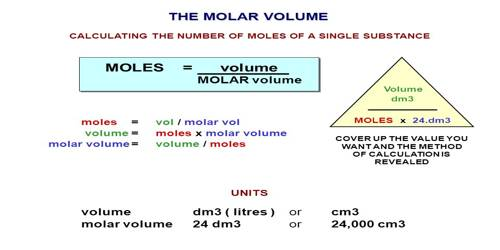 THE MOLAR VOLUME
CALCULATING THE NUMBER OF MOLES OF A SINGLE SUBSTANCE
MOLES = volume
MOLAR volume
Volume
dm3
MOLES x 24.dm3
moles = vol / molar vol
volume = moles x molar volume
molar volume = volume / moles
COVER UP THE VALUE YOU
WANT AND THE METHOD
OF CALCULATION IS
REVEALED
UNITS
volume dm3 ( litres ) or cm3
molar volume 24 dm3 or 24,000 cm3